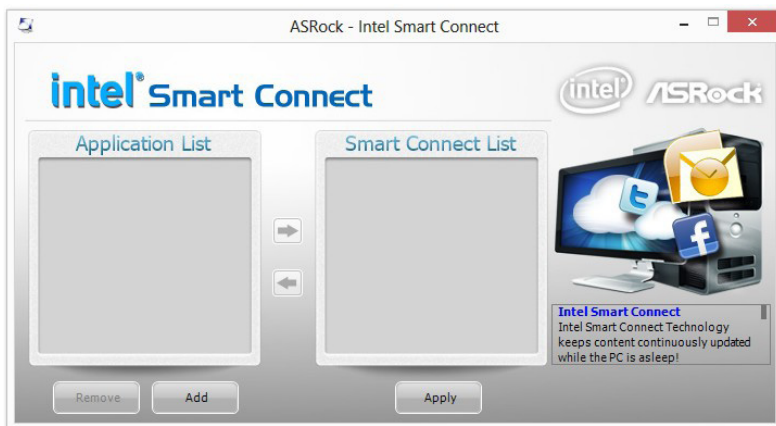 ASRock - Intel Smart Connect
intel® Smart Connect
intel ASRock
Application List
Smart Connect List
Intel Smart Connect
Intel Smart Connect Technology
keeps content continuously updated
while the PC is asleep!
Remove Add Apply